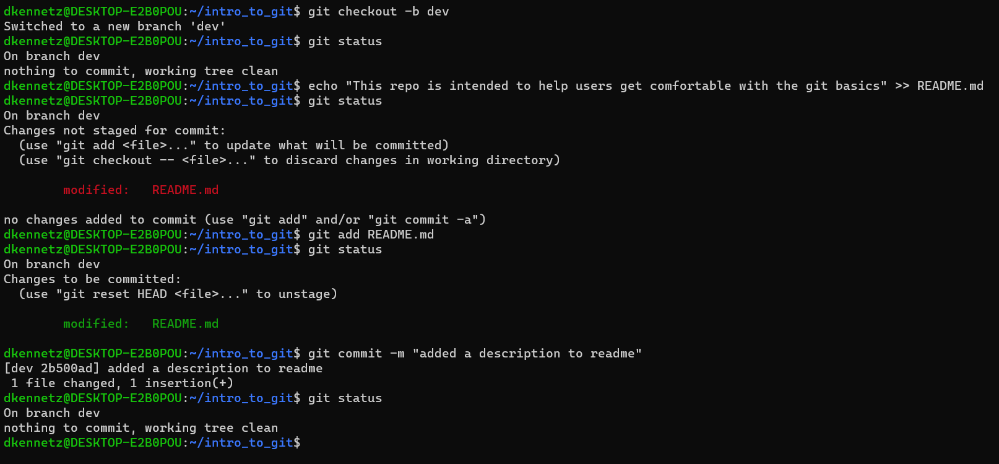 dkennetz@DESKTOP-E2B0POU:~/intro_to_git$ git checkout -b dev
Switched to a new branch 'dev'
dkennetz@DESKTOP-E2B0POU:~/intro_to_git$ git status
On branch dev
nothing to commit, working tree clean
dkennetz@DESKTOP-E2B0POU:~/intro_to_git$ echo "This repo is intended to help users get comfortable with the git basics" >> README.md
dkennetz@DESKTOP-E2B0POU:~/intro_to_git$ git status
On branch dev
Changes not staged for commit:
  (use "git add <file>..." to update what will be committed)
  (use "git checkout -- <file>..." to discard changes in working directory)

        modified:   README.md

no changes added to commit (use "git add" and/or "git commit -a")
dkennetz@DESKTOP-E2B0POU:~/intro_to_git$ git add README.md
dkennetz@DESKTOP-E2B0POU:~/intro_to_git$ git status
On branch dev
Changes to be committed:
  (use "git reset HEAD <file>..." to unstage)

        modified:   README.md

dkennetz@DESKTOP-E2B0POU:~/intro_to_git$ git commit -m "added a description to readme"
[dev 2b500ad] added a description to readme
 1 file changed, 1 insertion(+)
dkennetz@DESKTOP-E2B0POU:~/intro_to_git$ git status
On branch dev
nothing to commit, working tree clean
dkennetz@DESKTOP-E2B0POU:~/intro_to_git$